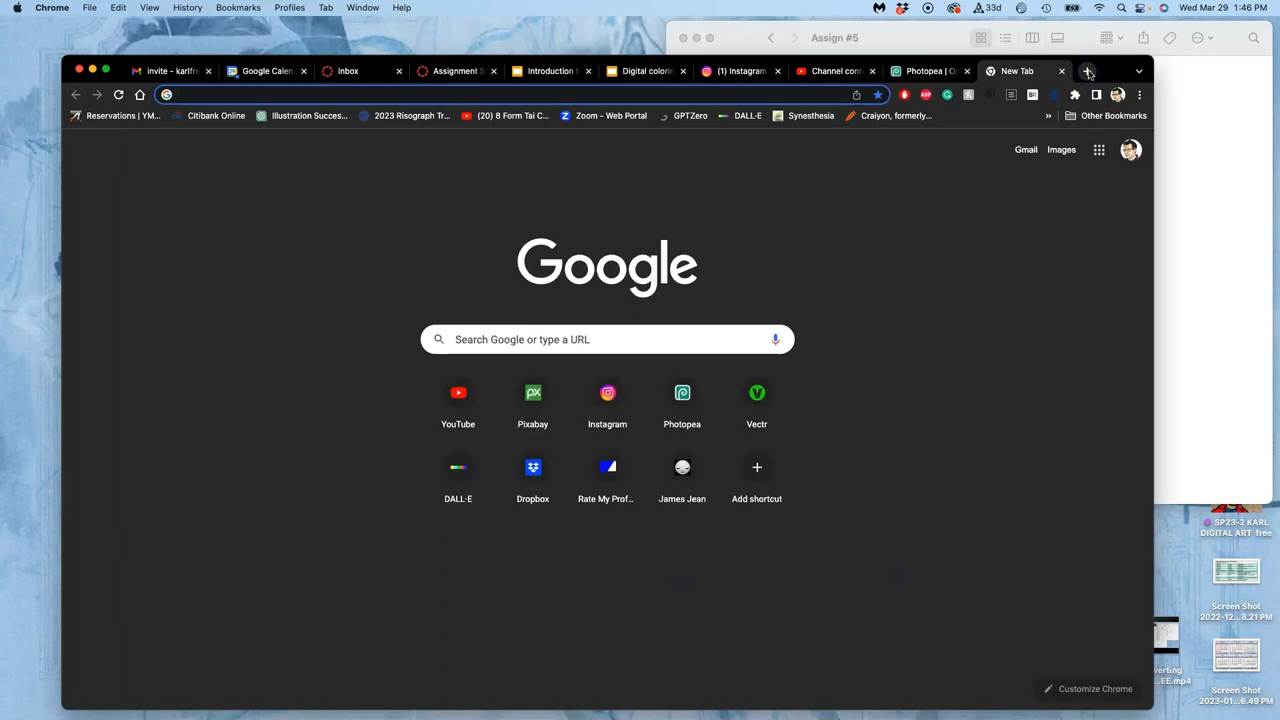 Chrome File Edit View History Bookmarks Profiles Tab Window Help 33d Wed Mar 29 1:46 PM
Assign #5
invite - karlfre Google Calen Inbox Assignment S Introduction t Digital colorin (1) Instagram Channel cont Photopea | O New Tab
Reservations | YM... Citibank Online Illustration Succes... 2023 Risograph Tr... (20) 8 Form Tai C... Zoom - Web Portal GPTZero DALL·E Synesthesia Craiyon, formerly... » Other Bookmarks
Gmail Images
Google
Search Google or type a URL
YouTube Pixabay Instagram Photopea Vectr
DALL·E Dropbox Rate My Prof... James Jean Add shortcut
SP23-2 KARL
DIGITAL ART free
Screen Shot
2022-12...8.21 PM
verting
...EE.mp4
Screen Shot
2023-01...6.49 PM
Customize Chrome